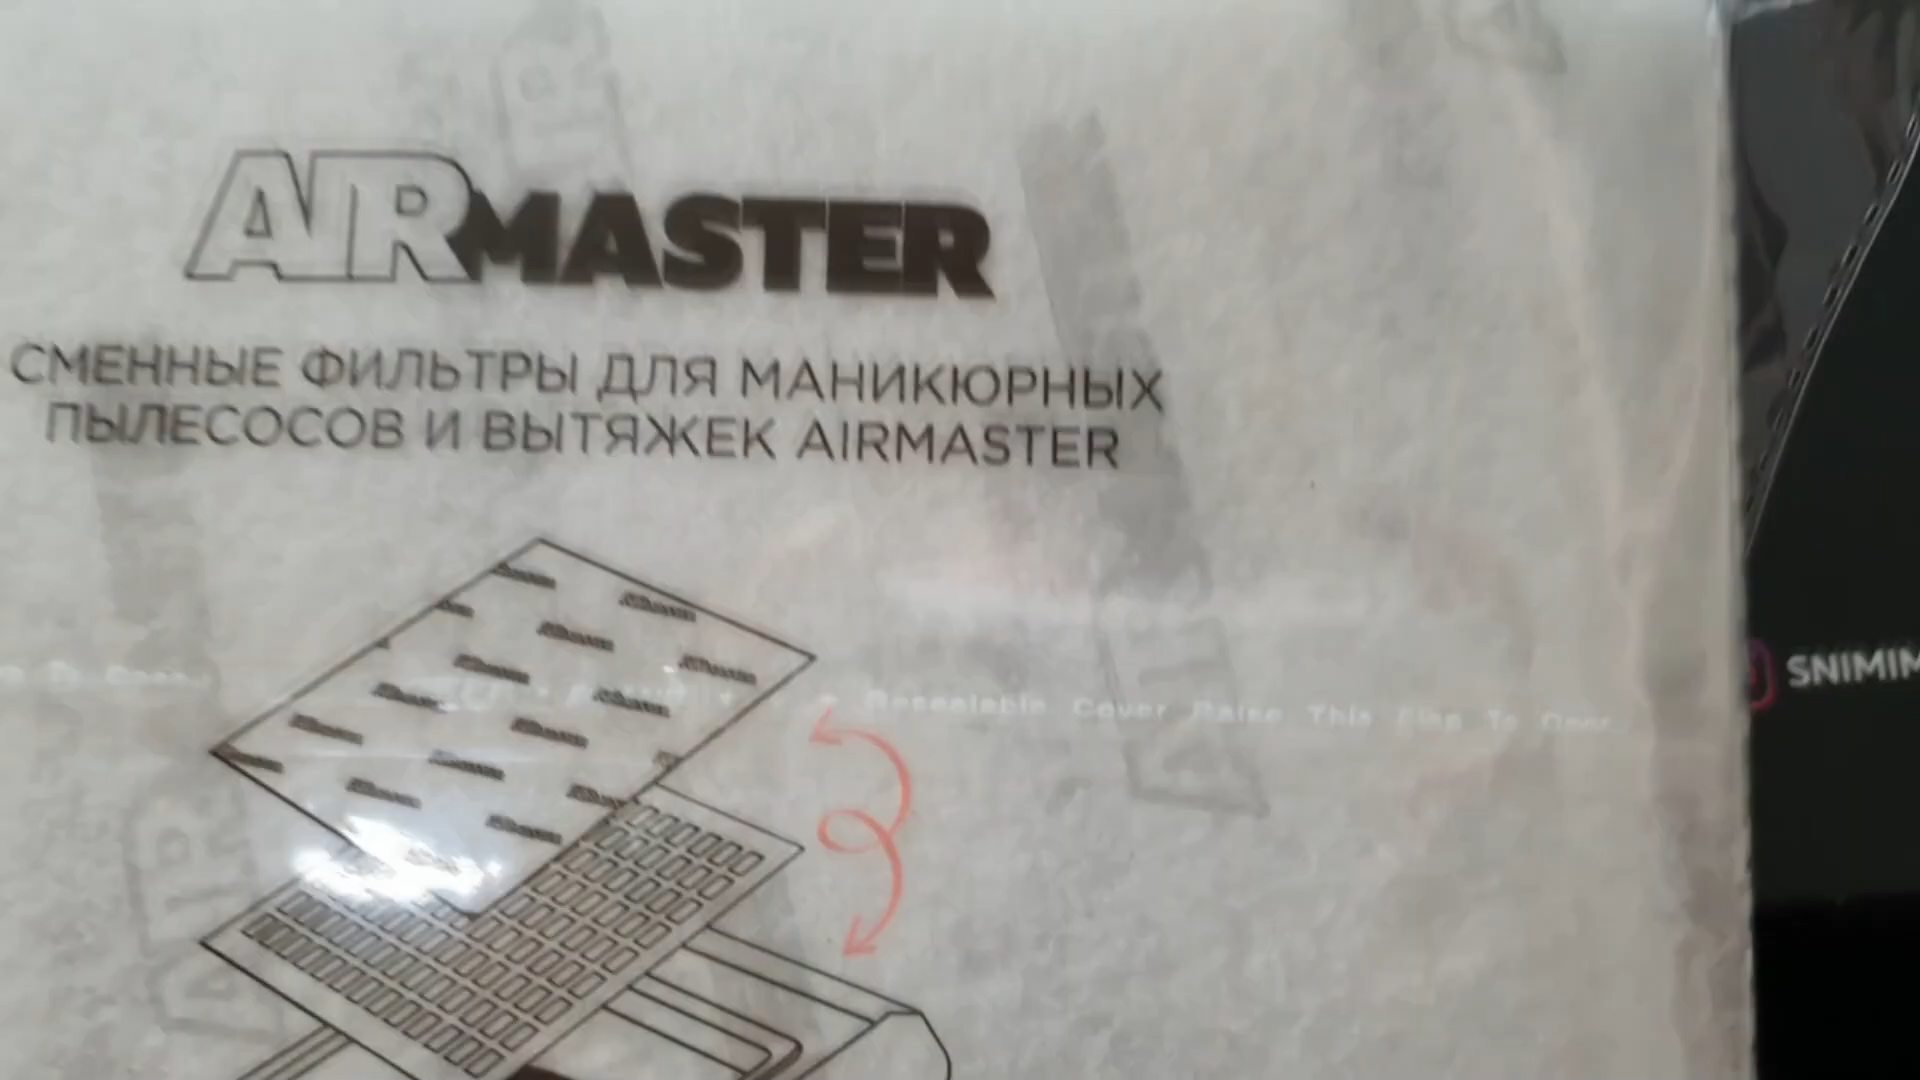 AIRMASTER
СМЕННЫЕ ФИЛЬТРЫ ДЛЯ МАНИКЮРНЫХ
ПЫЛЕСОСОВ И ВЫТЯЖЕК AIRMASTER
Resealable Cover Raise This Flap To Open
SNIMIM